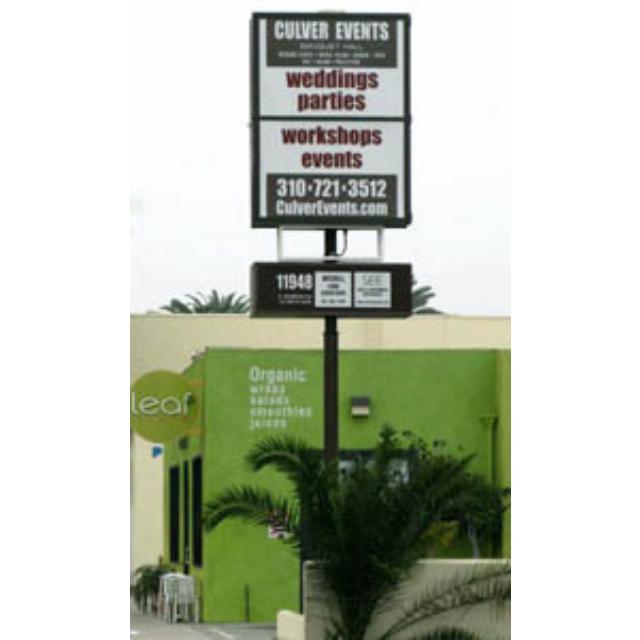 CULVER EVENTS
BANQUET HALL
weddings
parties
workshops
events
310·721·3512
CulverEvents.com
11948
leaf
Organic
wraps
salads
smoothies
juices